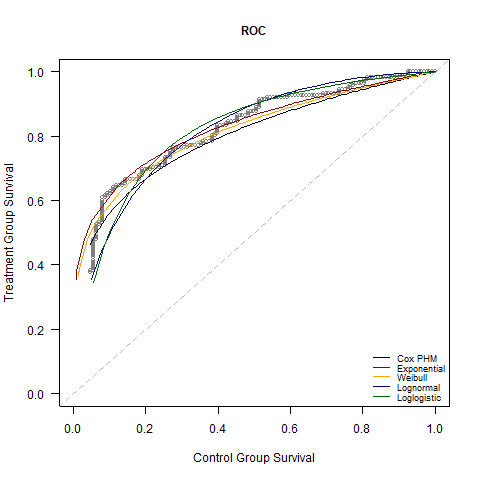 ROC
Treatment Group Survival
1.0
0.8
0.6
0.4
0.2
0.0
Cox PHM
Exponential
Weibull
Lognormal
Loglogistic
0.0 0.2 0.4 0.6 0.8 1.0
Control Group Survival